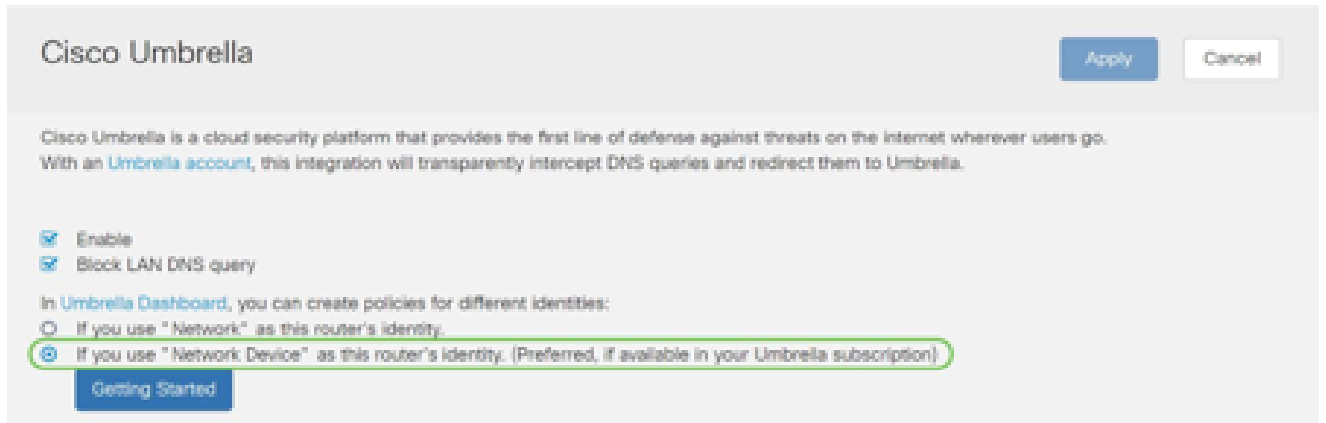 Cisco Umbrella
Apply
Cancel
Cisco Umbrella is a cloud security platform that provides the first line of defense against threats on the internet wherever users go.
With an Umbrella account, this integration will transparently intercept DNS queries and redirect them to Umbrella.
Enable
Block LAN DNS query
In Umbrella Dashboard, you can create policies for different identities:
If you use "Network" as this router's identity.
If you use "Network Device" as this router's identity. (Preferred, if available in your Umbrella subscription)
Getting Started